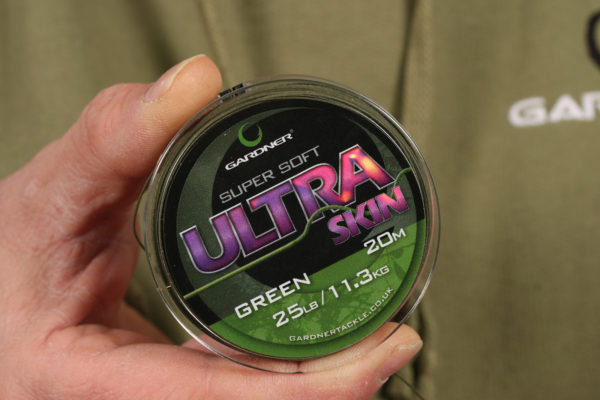 GARDNER
SUPER SOFT
ULTRA
SKIN
GREEN 20M
25LB/11.3KG
GARDNERTACKLE.CO.UK
GAR